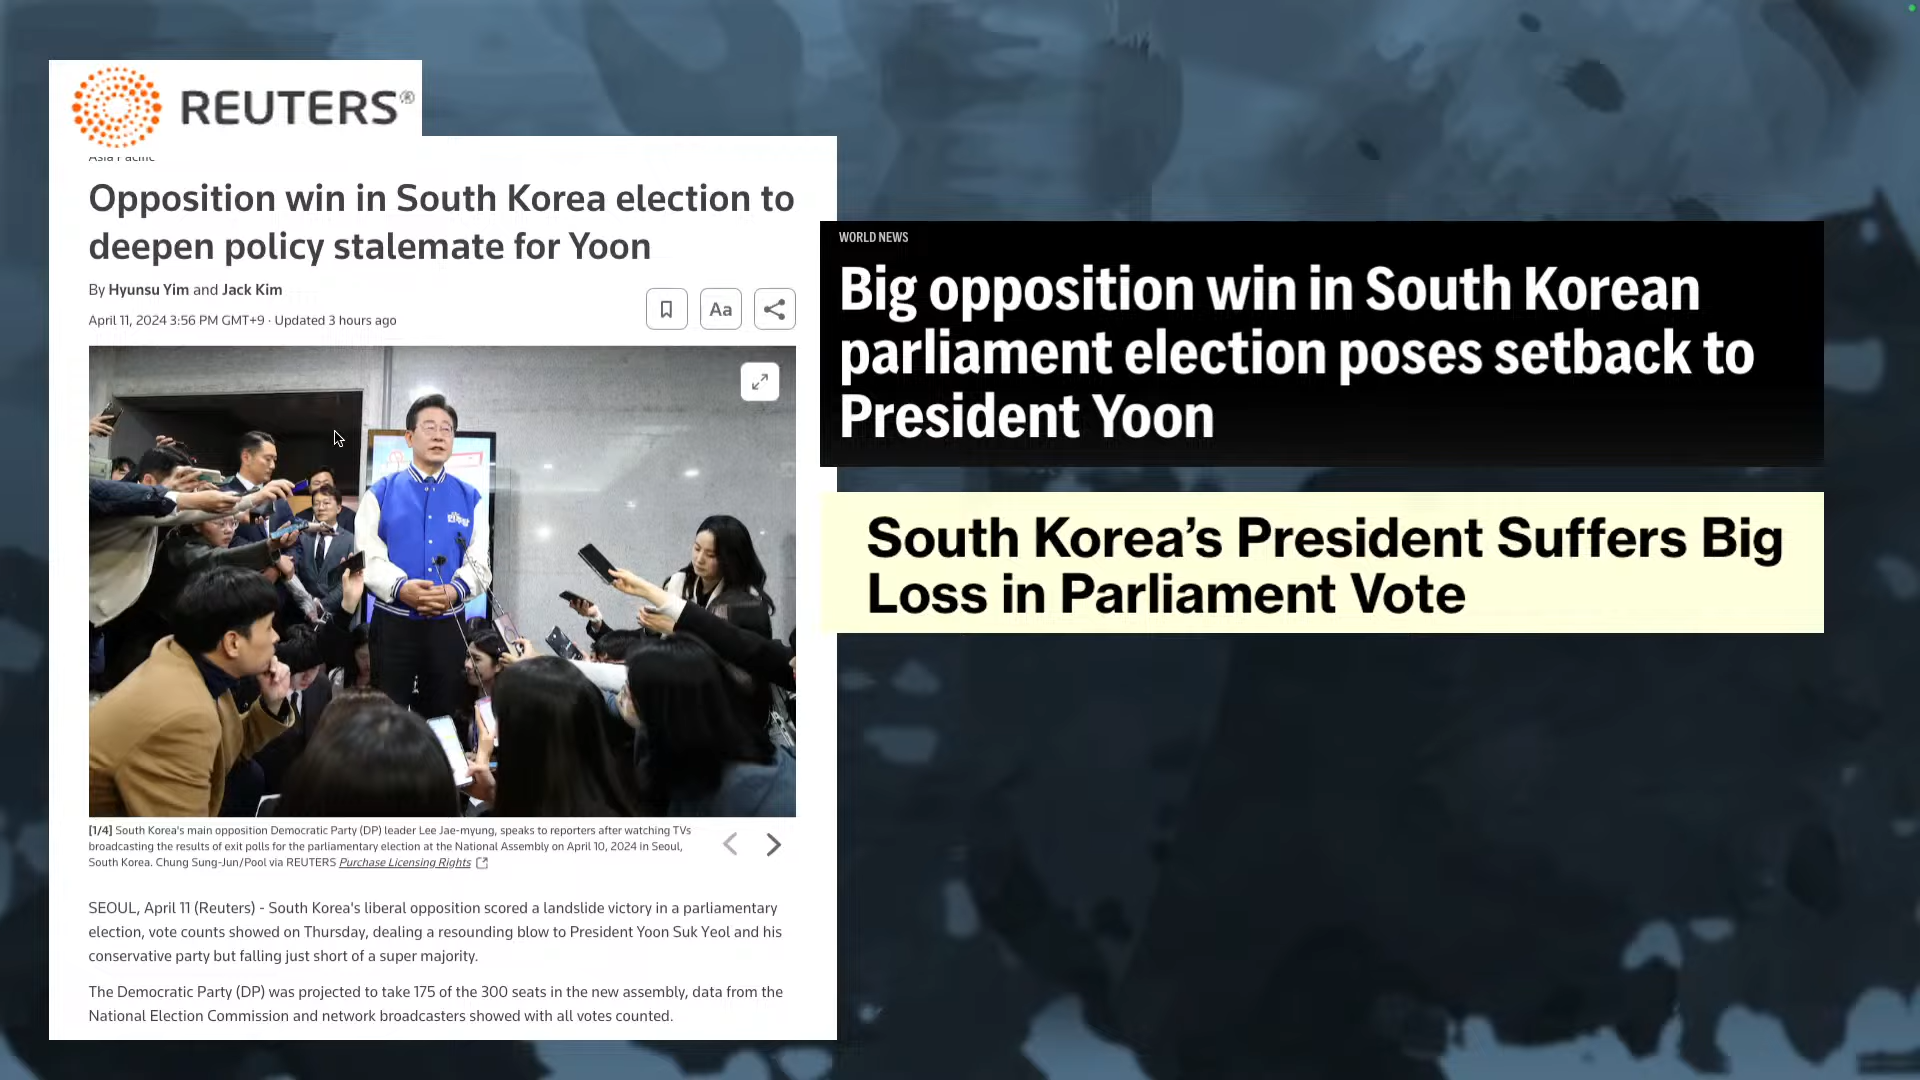 REUTERS®
Asia Pacific
Opposition win in South Korea election to
deepen policy stalemate for Yoon
By Hyunsu Yim and Jack Kim
April 11, 2024 3:56 PM GMT+9 · Updated 3 hours ago
Aa
[1/4] South Korea's main opposition Democratic Party (DP) leader Lee Jae-myung, speaks to reporters after watching TVs
broadcasting the results of exit polls for the parliamentary election at the National Assembly on April 10, 2024 in Seoul,
South Korea. Chung Sung-Jun/Pool via REUTERS Purchase Licensing Rights
SEOUL, April 11 (Reuters) - South Korea's liberal opposition scored a landslide victory in a parliamentary
election, vote counts showed on Thursday, dealing a resounding blow to President Yoon Suk Yeol and his
conservative party but falling just short of a super majority.
The Democratic Party (DP) was projected to take 175 of the 300 seats in the new assembly, data from the
National Election Commission and network broadcasters showed with all votes counted.
WORLD NEWS
Big opposition win in South Korean
parliament election poses setback to
President Yoon
South Korea’s President Suffers Big
Loss in Parliament Vote